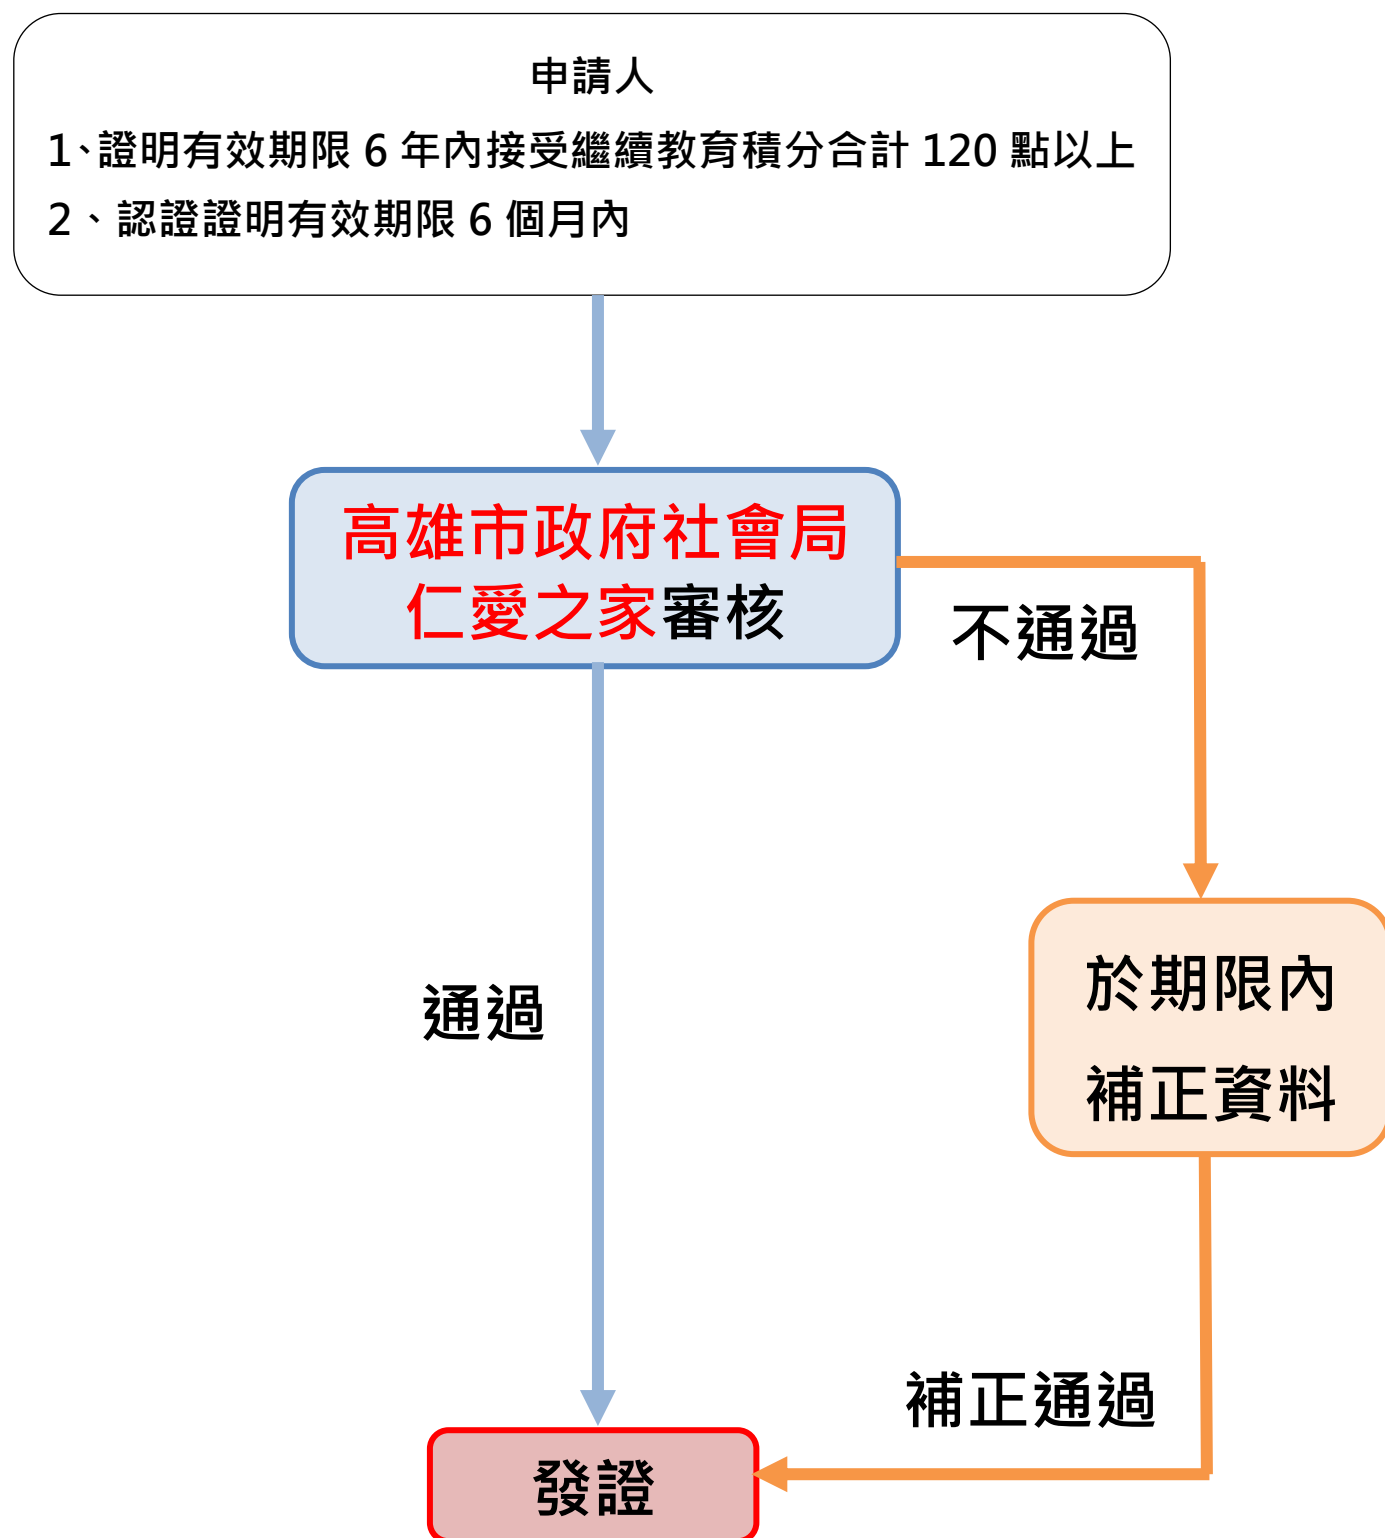 申請人
1、證明有效期限 6 年內接受繼續教育積分合計 120 點以上
2、認證證明有效期限 6 個月內
高雄市政府社會局
仁愛之家審核
不通過
於期限內
補正資料
通過
補正通過
發證